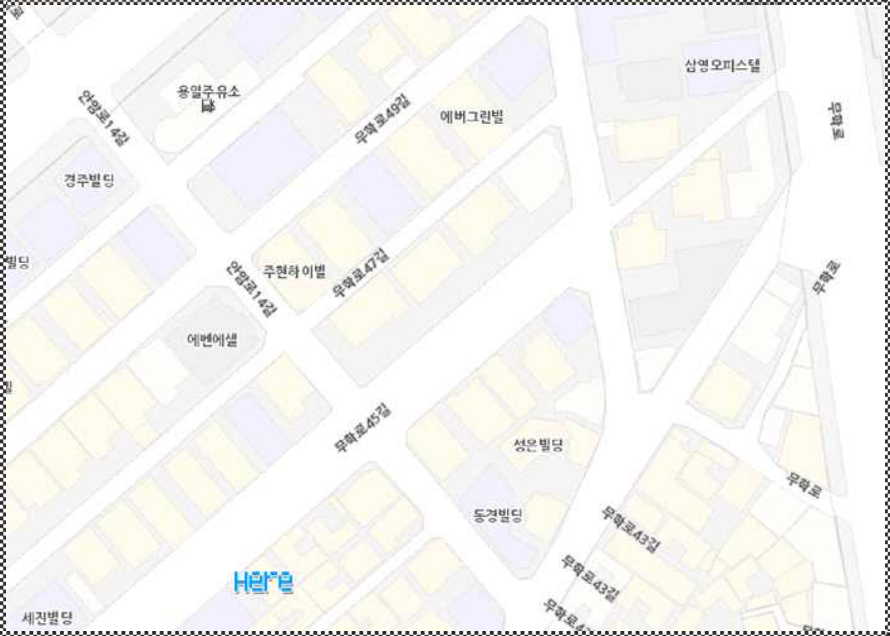 로
용일주유소
안암로14길
무학로49길
에버그린빌
삼영오피스텔
무학로
경주빌딩
빌딩
안암로14길
주현하이빌
무학로47길
무학로
에벤에셀
빌
무학로45길
성은빌딩
동경빌딩
무학로
무학로43길
무학로43길
Here
세진빌딩